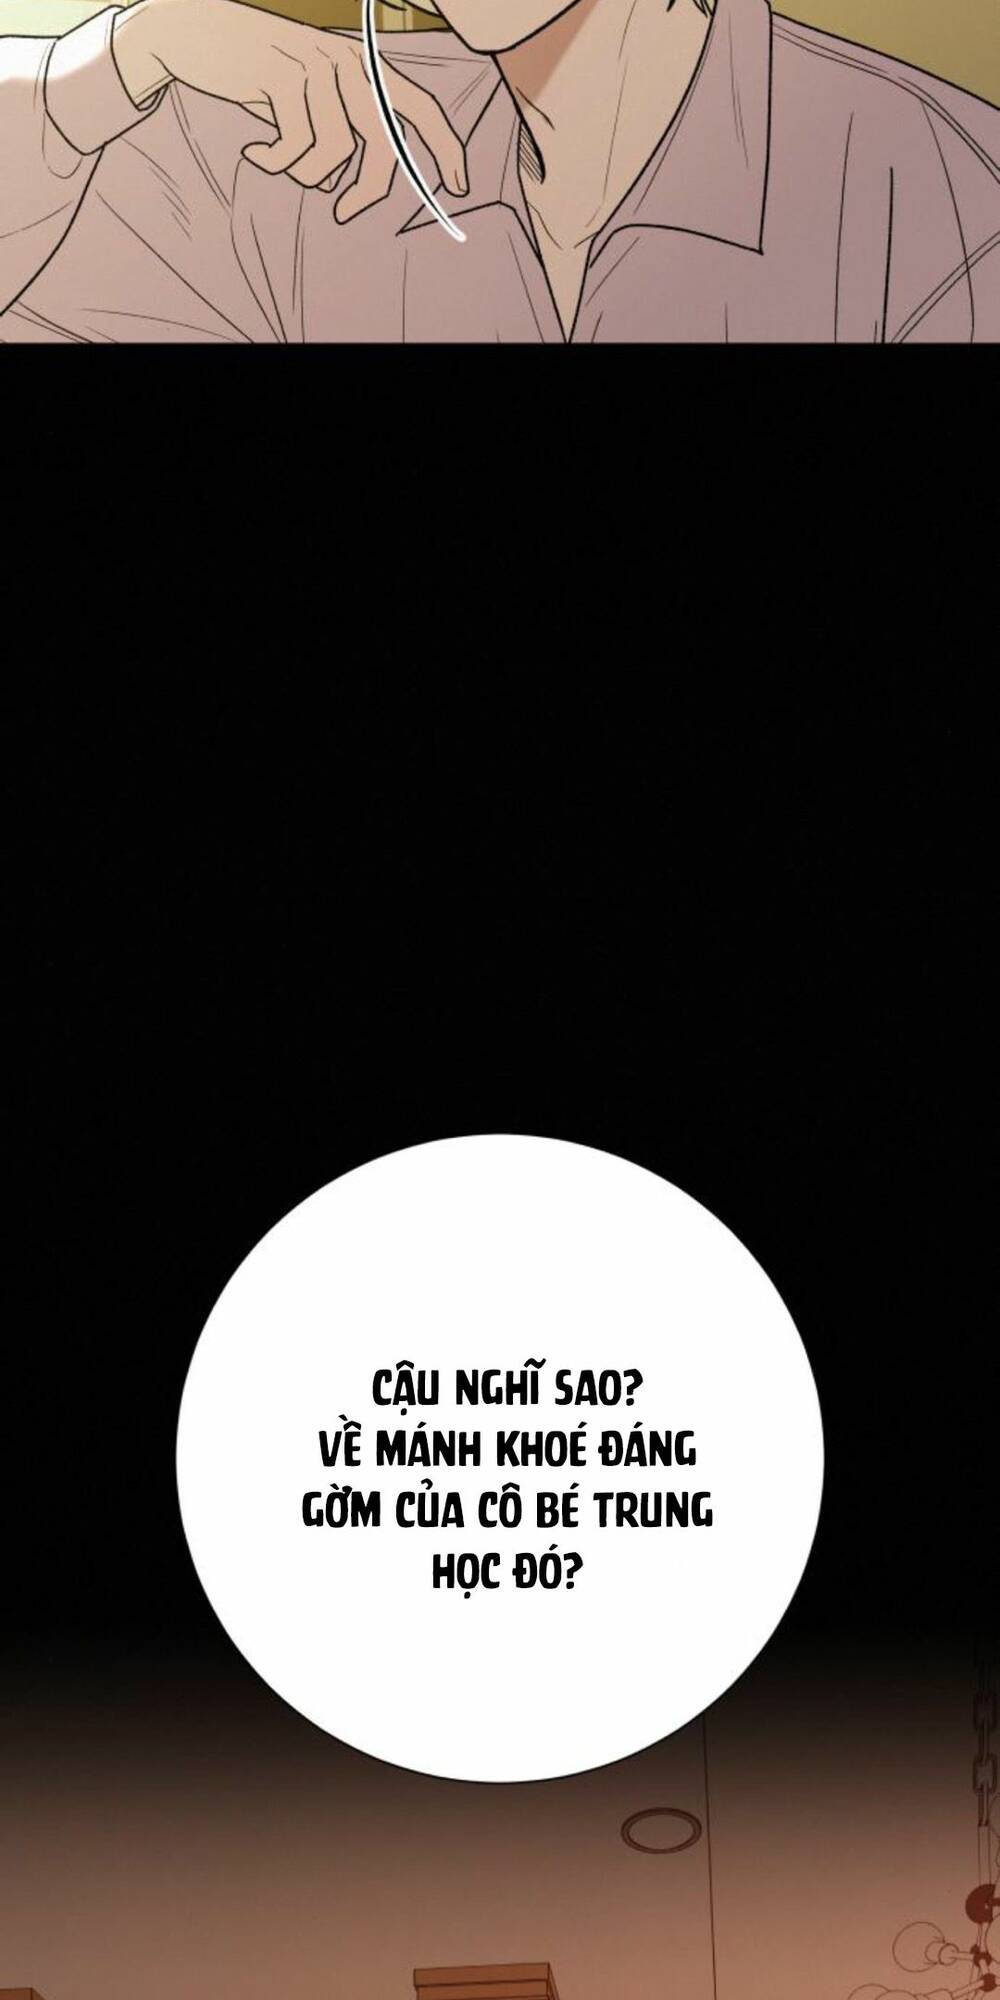 CẬU NGHĨ SAO?
VỀ MÁNH KHOÉ ĐÁNG
GỜM CỦA CÔ BÉ TRUNG
HỌC ĐÓ?